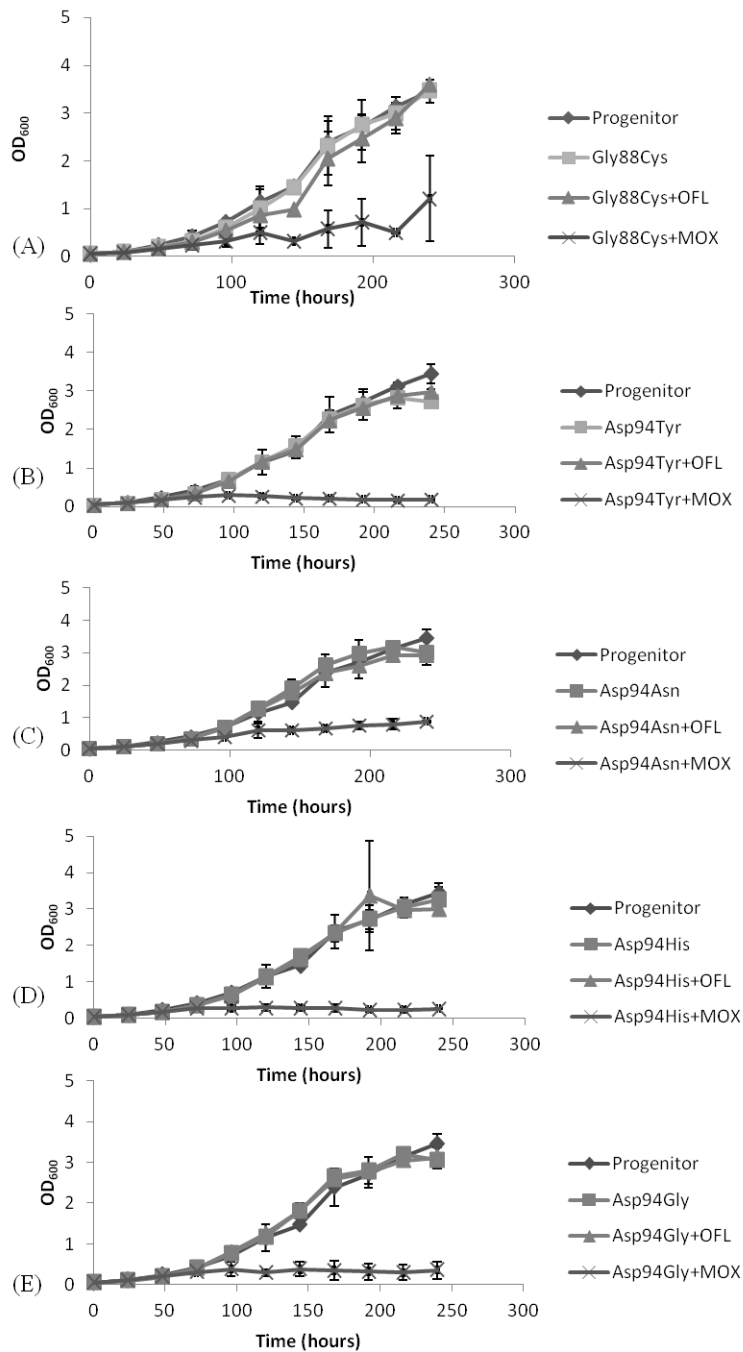 5
4
3
2
1
0
OD600
(A)
0
100
200
300
Time (hours)
Progenitor
Gly88Cys
Gly88Cys+OFL
Gly88Cys+MOX
5
4
3
2
1
0
OD600
(B)
0
50
100
150
200
250
300
Time (hours)
Progenitor
Asp94Tyr
Asp94Tyr+OFL
Asp94Tyr+MOX
5
4
3
2
1
0
OD600
(C)
0
50
100
150
200
250
300
Time (hours)
Progenitor
Asp94Asn
Asp94Asn+OFL
Asp94Asn+MOX
5
4
3
2
1
0
OD600
(D)
0
50
100
150
200
250
300
Time (hours)
Progenitor
Asp94His
Asp94His+OFL
Asp94His+MOX
5
4
3
2
1
0
OD600
(E)
0
50
100
150
200
250
300
Time (hours)
Progenitor
Asp94Gly
Asp94Gly+OFL
Asp94Gly+MOX